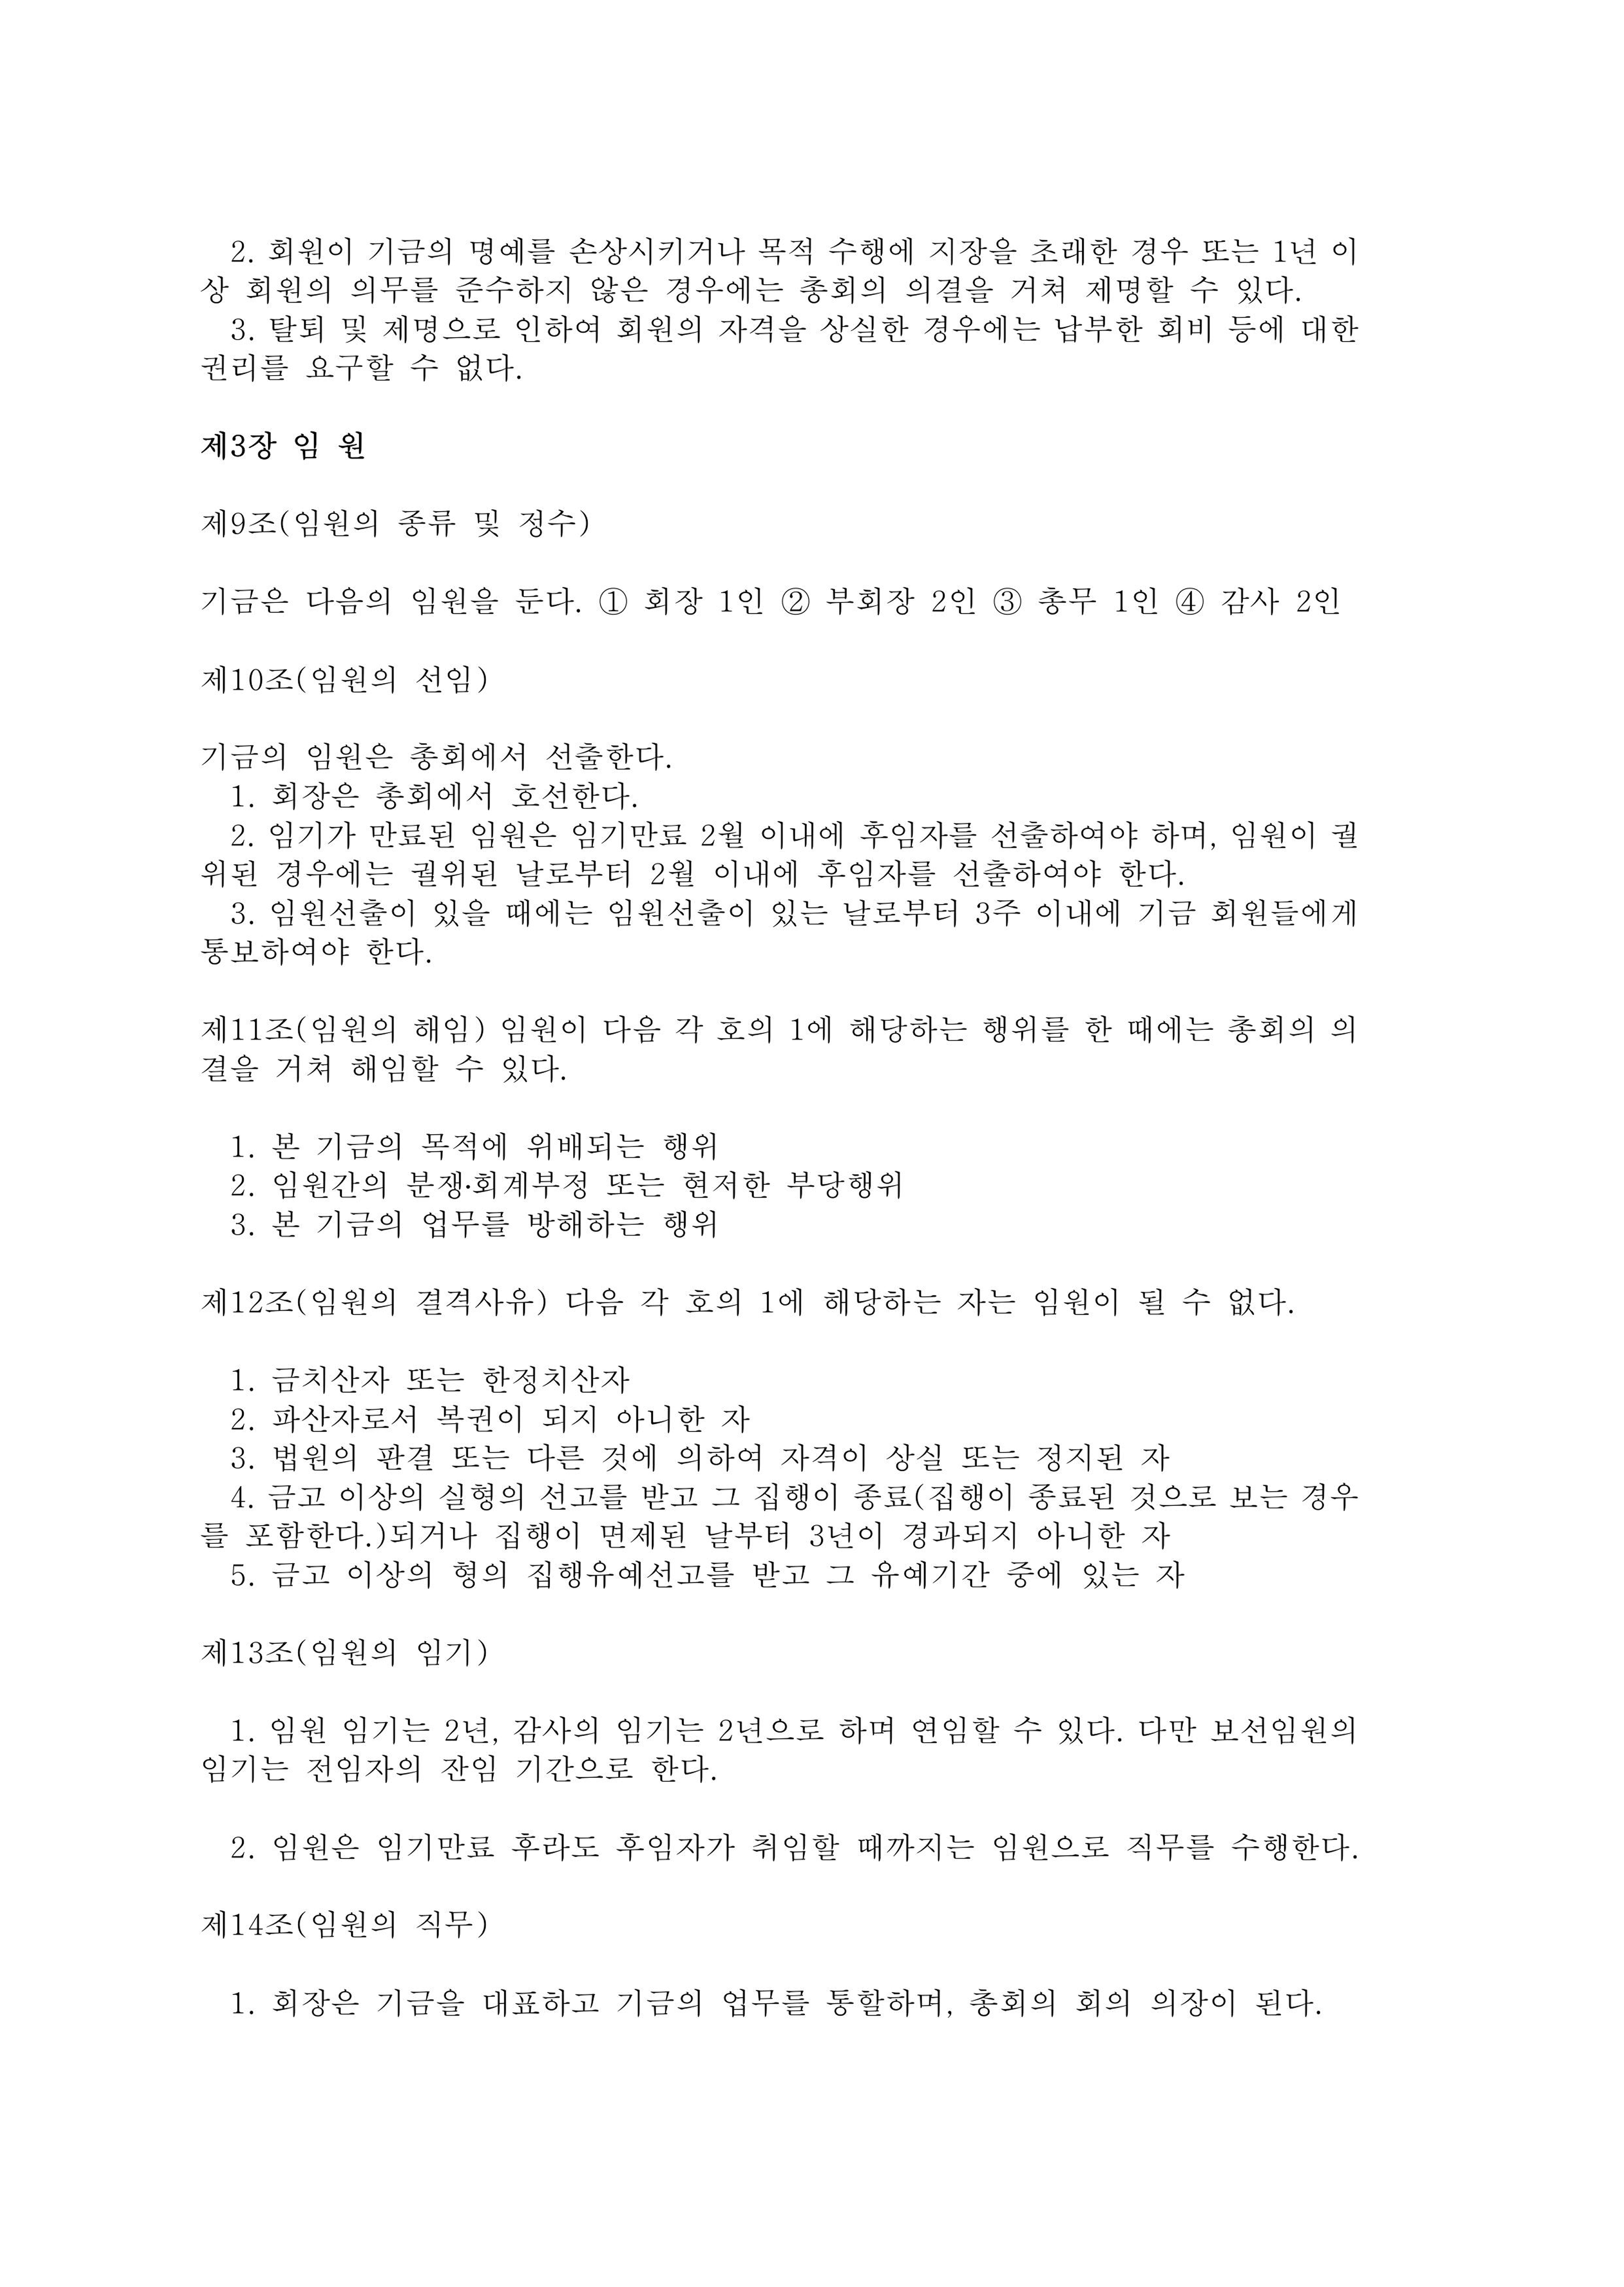 2. 회원이 기금의 명예를 손상시키거나 목적 수행에 지장을 초래한 경우 또는 1년 이
상 회원의 의무를 준수하지 않은 경우에는 총회의 의결을 거쳐 제명할 수 있다.
3. 탈퇴 및 제명으로 인하여 회원의 자격을 상실한 경우에는 납부한 회비 등에 대한
권리를 요구할 수 없다.
제3장 임 원
제9조(임원의 종류 및 정수)
기금은 다음의 임원을 둔다. ① 회장 1인 ② 부회장 2인 ③ 총무 1인 ④ 감사 2인
제10조(임원의 선임)
기금의 임원은 총회에서 선출한다.
1. 회장은 총회에서 호선한다.
2. 임기가 만료된 임원은 임기만료 2월 이내에 후임자를 선출하여야 하며, 임원이 궐
위된 경우에는 궐위된 날로부터 2월 이내에 후임자를 선출하여야 한다.
3. 임원선출이 있을 때에는 임원선출이 있는 날로부터 3주 이내에 기금 회원들에게
통보하여야 한다.
제11조(임원의 해임) 임원이 다음 각 호의 1에 해당하는 행위를 한 때에는 총회의 의
결을 거쳐 해임할 수 있다.
1. 본 기금의 목적에 위배되는 행위
2. 임원간의 분쟁·회계부정 또는 현저한 부당행위
3. 본 기금의 업무를 방해하는 행위
제12조(임원의 결격사유) 다음 각 호의 1에 해당하는 자는 임원이 될 수 없다.
1. 금치산자 또는 한정치산자
2. 파산자로서 복권이 되지 아니한 자
3. 법원의 판결 또는 다른 것에 의하여 자격이 상실 또는 정지된 자
4. 금고 이상의 실형의 선고를 받고 그 집행이 종료(집행이 종료된 것으로 보는 경우
를 포함한다.)되거나 집행이 면제된 날부터 3년이 경과되지 아니한 자
5. 금고 이상의 형의 집행유예선고를 받고 그 유예기간 중에 있는 자
제13조(임원의 임기)
1. 임원 임기는 2년, 감사의 임기는 2년으로 하며 연임할 수 있다. 다만 보선임원의
임기는 전임자의 잔임 기간으로 한다.
2. 임원은 임기만료 후라도 후임자가 취임할 때까지는 임원으로 직무를 수행한다.
제14조(임원의 직무)
1. 회장은 기금을 대표하고 기금의 업무를 통할하며, 총회의 회의 의장이 된다.